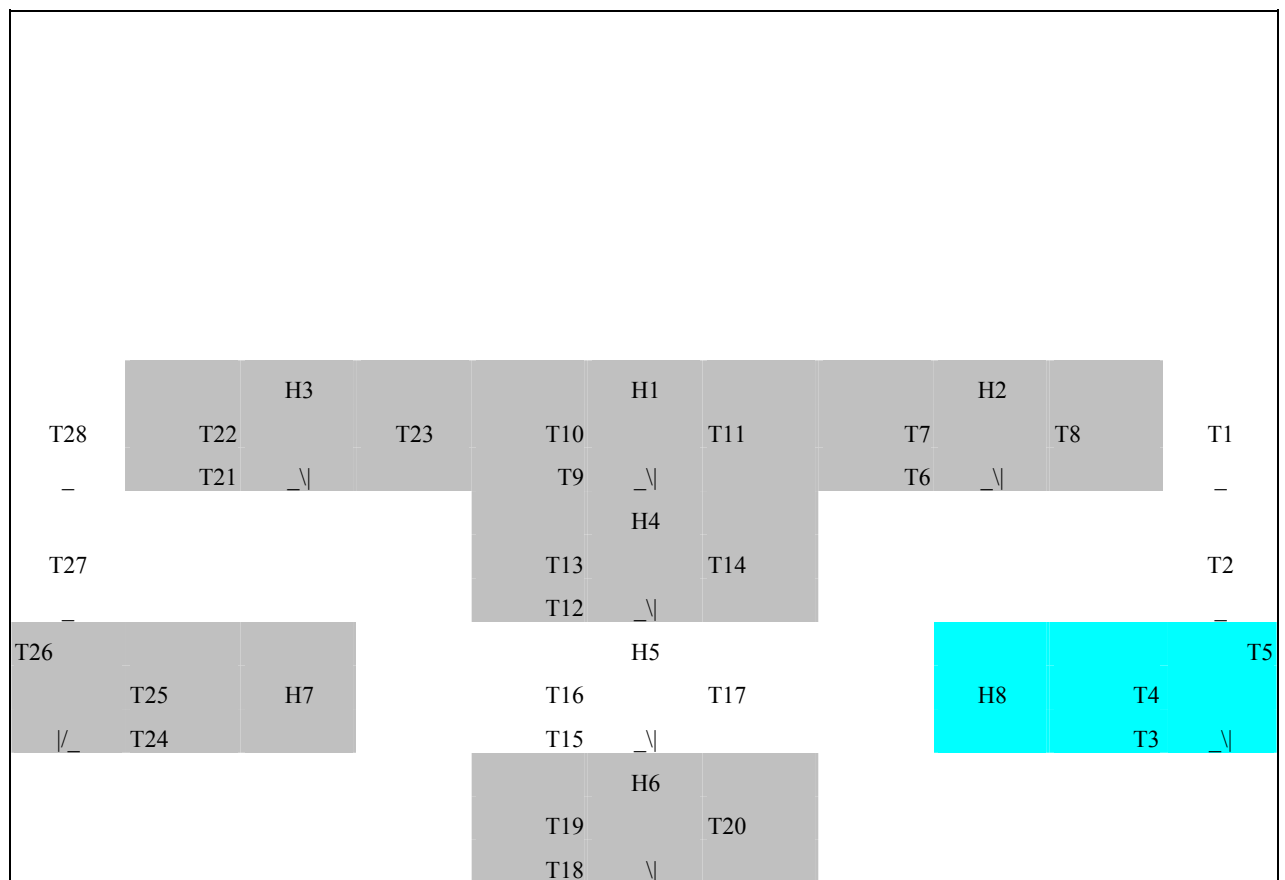 H3 H1 H2
T28 T22 T23 T10 T11 T7 T8 T1
_ T21 _\| T9 _\| T6 _\| _
H4
T27 T13 T14 T2
_ T12 _\| _
T26 H5 T5
T25 H7 T16 T17 H8 T4
|/_ T24 T15 _\| T3 _\|
H6
T19 T20
T18 \|